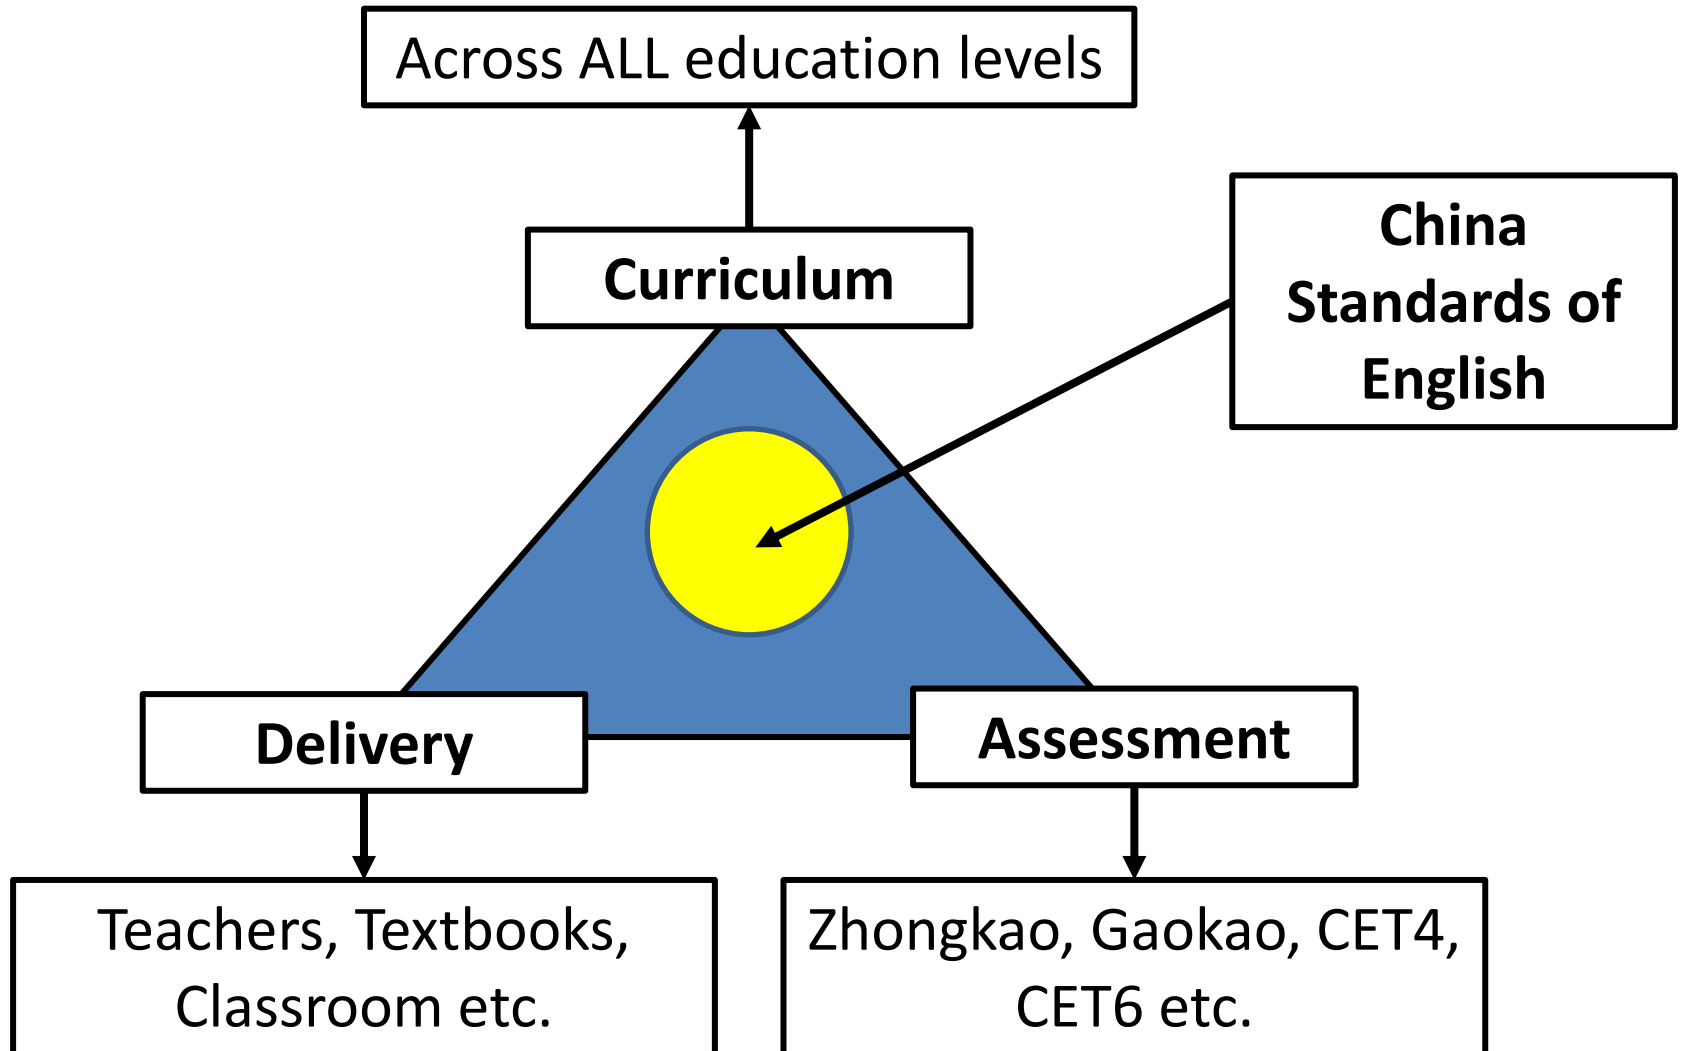 Across ALL education levels
China
Standards of
English
Curriculum
Delivery
Assessment
Teachers, Textbooks,
Classroom etc.
Zhongkao, Gaokao, CET4,
CET6 etc.